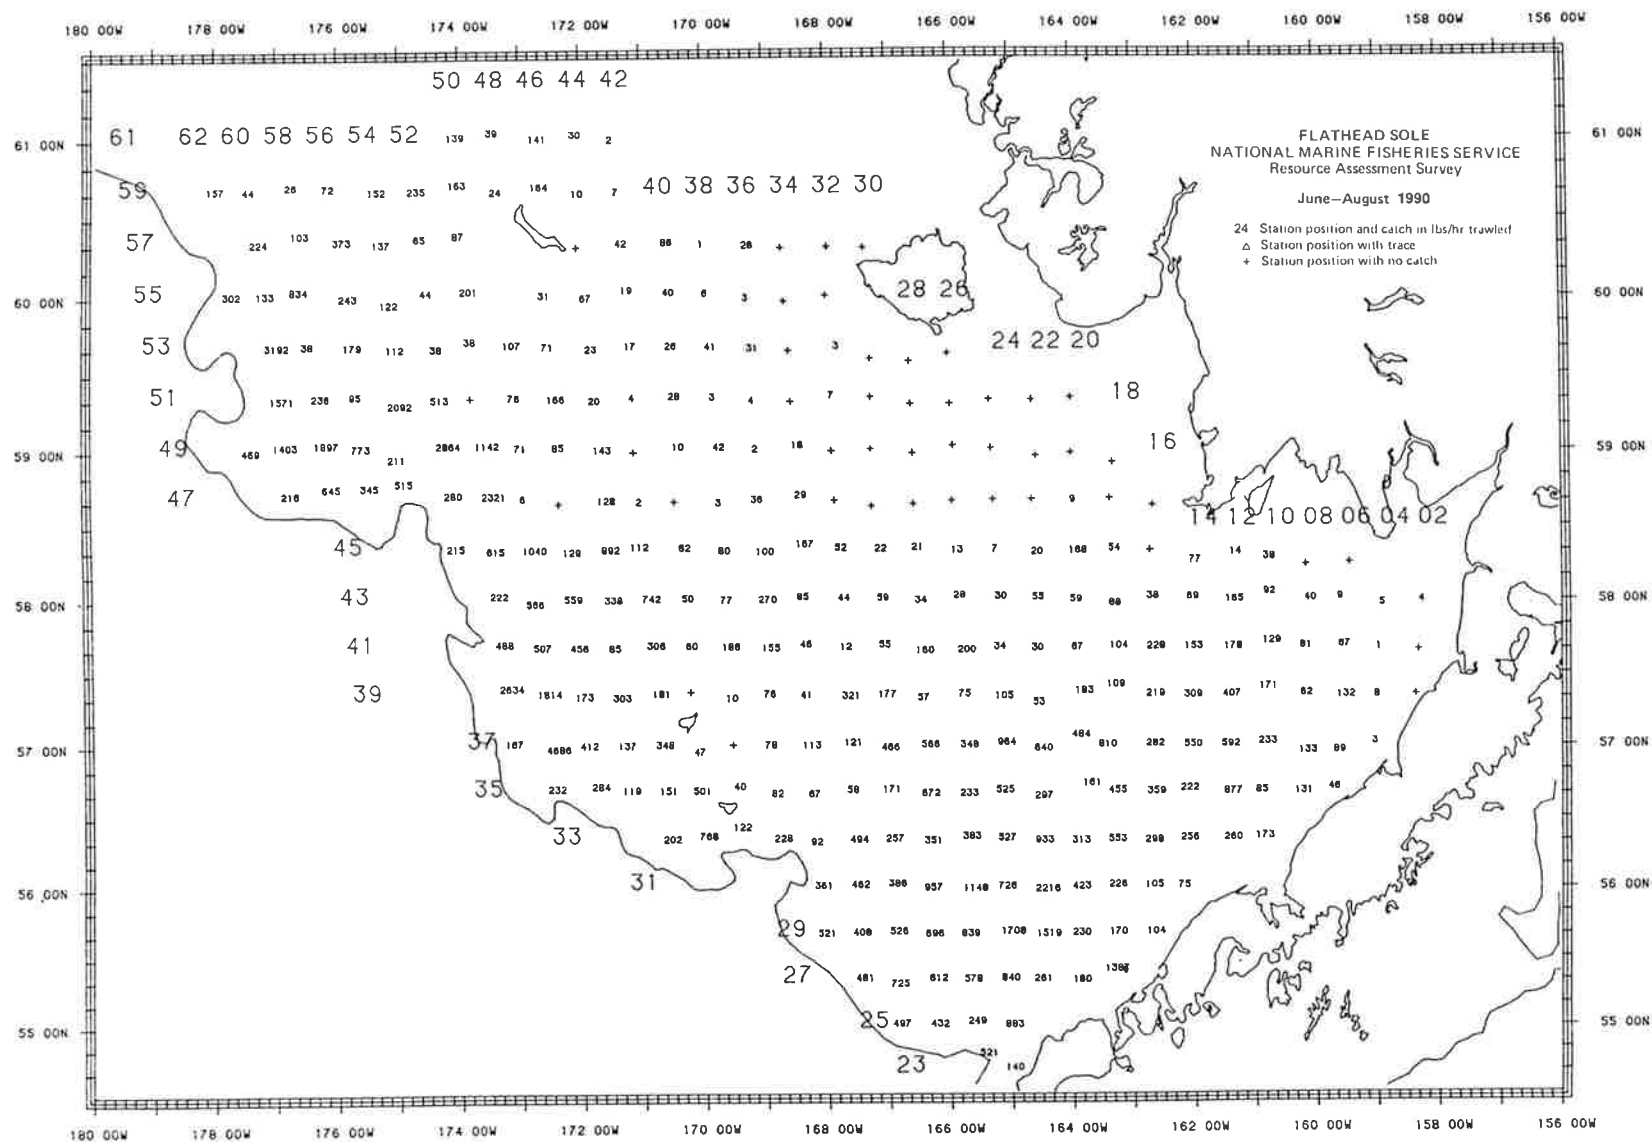 180 00W 178 00W 176 00W 174 00W 172 00W 170 00W 168 00W 166 00W 164 00W 162 00W 160 00W 158 00W 156 00W
50 48 46 44 42
61 00N 61 62 60 58 56 54 52 139 39 141 30 2 61 00N
FLATHEAD SOLE
NATIONAL MARINE FISHERIES SERVICE
Resource Assessment Survey
June–August 1990
24 Station position and catch in lbs/hr trawled
△ Station position with trace
+ Station position with no catch
59 157 44 26 72 152 235 163 24 184 10 7 40 38 36 34 32 30
57 224 103 373 137 65 87 + 42 86 1 28 + + +
28 26
60 00N 55 302 133 834 243 122 44 201 31 67 19 40 6 3 + + 60 00N
24 22 20
53 3192 38 179 112 38 38 107 71 23 17 26 41 31 + 3 + + +
51 1571 236 95 2092 513 + 76 166 20 4 28 3 4 + 7 + + + + + + 18
59 00N 49 469 1403 1897 773 211 2864 1142 71 85 143 + 10 42 2 18 + + + + + + + + 16 59 00N
47 216 645 345 515 280 2321 6 + 128 2 + 3 36 29 + + + + + + 9 + +
14 12 10 08 06 04 02
45 215 615 1040 129 992 112 62 80 100 167 52 22 21 13 7 20 168 54 + 77 14 38 + +
58 00N 43 222 566 559 338 742 50 77 270 85 44 59 34 28 30 55 59 68 38 69 165 92 40 9 5 4 58 00N
41 488 507 456 85 306 60 186 155 46 12 55 160 200 34 30 67 104 228 153 178 129 81 67 1 +
39 2634 1814 173 303 181 + 10 76 41 321 177 57 75 105 53 193 109 219 309 407 171 62 132 8 +
57 00N 37 167 4686 412 137 348 47 + 78 113 121 466 566 348 964 640 484 810 282 550 592 233 133 89 3 57 00N
35 232 284 119 151 501 40 82 67 58 171 672 233 525 297 161 455 359 222 877 85 131 46
33 202 768 122 228 92 494 257 351 383 527 933 313 553 298 256 260 173
56 00N 31 361 462 386 957 1148 726 2216 423 226 105 75 56 00N
29 521 408 526 696 839 1708 1519 230 170 104
27 481 725 612 578 840 261 180
55 00N 25 497 432 249 883 55 00N
23 521 140
180 00W 178 00W 176 00W 174 00W 172 00W 170 00W 168 00W 166 00W 164 00W 162 00W 160 00W 158 00W 156 00W